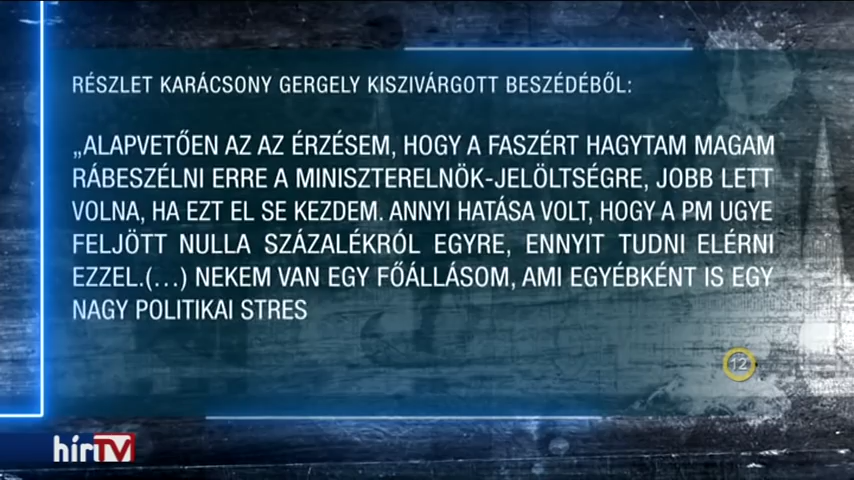 RÉSZLET KARÁCSONY GERGELY KISZIVÁRGOTT BESZÉDÉBŐL:
„ALAPVETŐEN AZ AZ ÉRZÉSEM, HOGY A FASZÉRT HAGYTAM MAGAM
RÁBESZÉLNI ERRE A MINISZTERELNÖK-JELÖLTSÉGRE, JOBB LETT
VOLNA, HA EZT EL SE KEZDEM. ANNYI HATÁSA VOLT, HOGY A PM UGYE
FELJÖTT NULLA SZÁZALÉKRÓL EGYRE, ENNYIT TUDNI ELÉRNI
EZZEL.(...) NEKEM VAN EGY FŐÁLLÁSOM, AMI EGYÉBKÉNT IS EGY
NAGY POLITIKAI STRES
12
hírTV